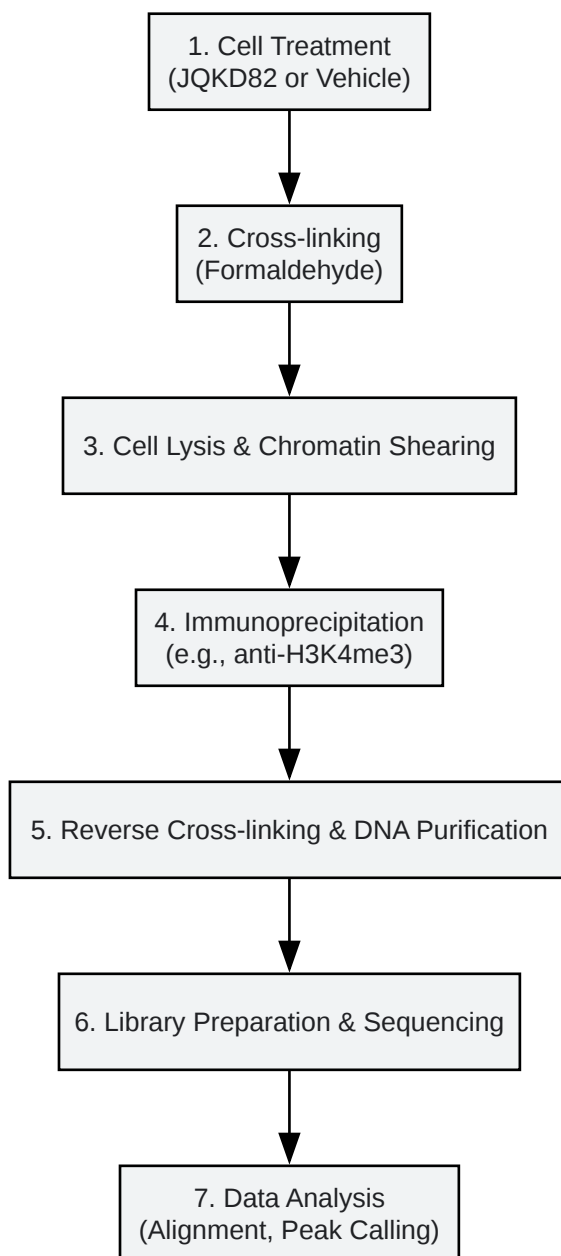 1. Cell Treatment
(JQKD82 or Vehicle)
2. Cross-linking
(Formaldehyde)
3. Cell Lysis & Chromatin Shearing
4. Immunoprecipitation
(e.g., anti-H3K4me3)
5. Reverse Cross-linking & DNA Purification
6. Library Preparation & Sequencing
7. Data Analysis
(Alignment, Peak Calling)